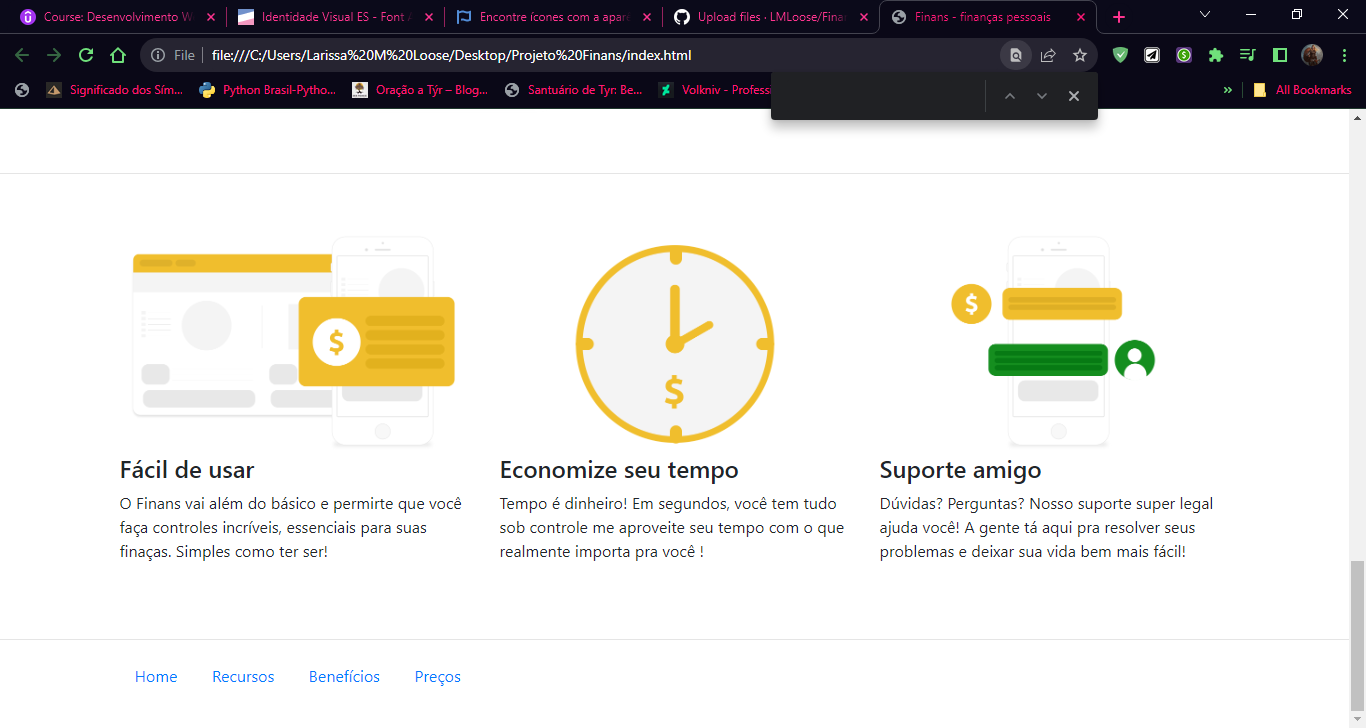 Course: Desenvolvimento W
Identidade Visual ES - Font A
Encontre ícones com a apar
Upload files · LMLoose/Finan
Finans - finanças pessoais
File
file:///C:/Users/Larissa%20M%20Loose/Desktop/Projeto%20Finans/index.html
Significado dos Sím...
Python Brasil-Pytho...
Oração a Týr – Blog...
Santuário de Tyr: Be...
Volkniv - Profess
All Bookmarks
$
$
$
Fácil de usar
O Finans vai além do básico e permirte que você
faça controles incríveis, essenciais para suas
finaças. Simples como ter ser!
Economize seu tempo
Tempo é dinheiro! Em segundos, você tem tudo
sob controle me aproveite seu tempo com o que
realmente importa pra você !
Suporte amigo
Dúvidas? Perguntas? Nosso suporte super legal
ajuda você! A gente tá aqui pra resolver seus
problemas e deixar sua vida bem mais fácil!
Home
Recursos
Benefícios
Preços